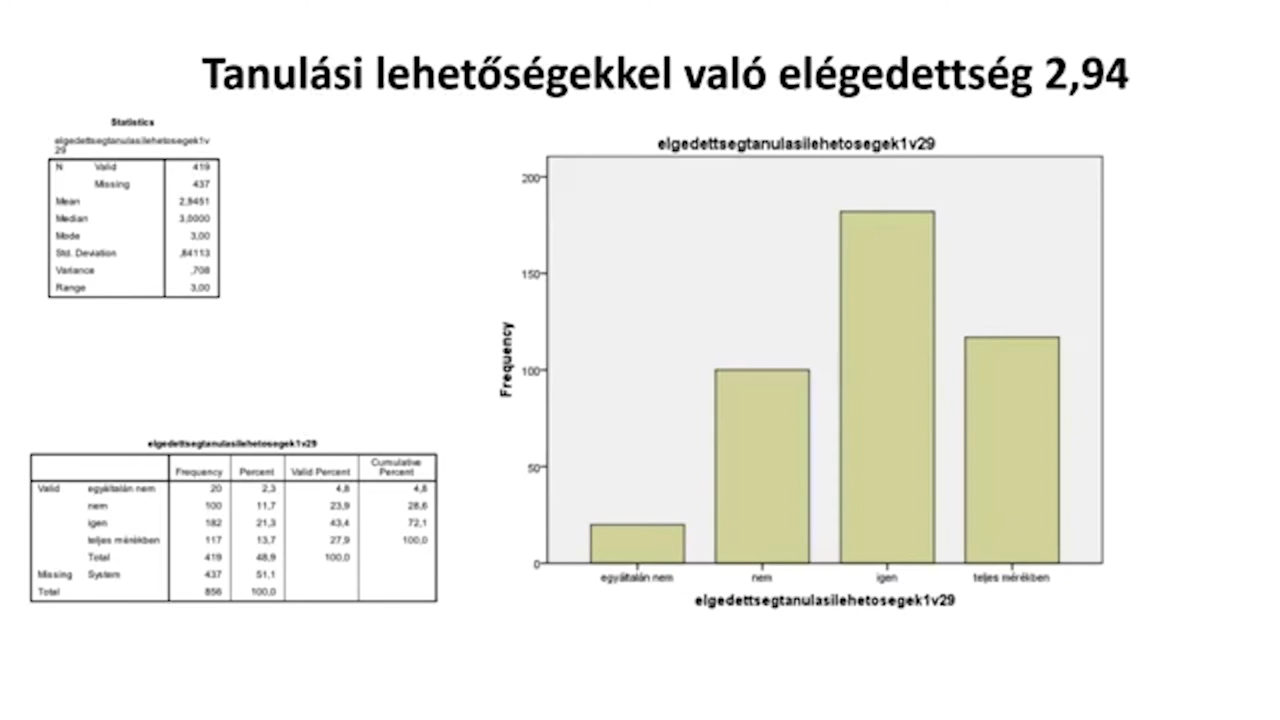 Tanulási lehetőségekkel való elégedettség 2,94
Statistics
elgedettsegtanulasilehetosegek1v
29
N Valid 419
Missing 437
Mean 2,9451
Median 3,0000
Mode 3,00
Std. Deviation ,84113
Variance ,708
Range 3,00
elgedettsegtanulasilehetosegek1v29
Frequency Percent Valid Percent Cumulative Percent
Valid egyáltalán nem 20 2,3 4,8 4,8
nem 100 11,7 23,9 28,6
igen 182 21,3 43,4 72,1
teljes mérékben 117 13,7 27,9 100,0
Total 419 48,9 100,0
Missing System 437 51,1
Total 856 100,0
elgedettsegtanulasilehetosegek1v29
Frequency
200
150
100
50
0
egyáltalán nem nem igen teljes mérékben
elgedettsegtanulasilehetosegek1v29